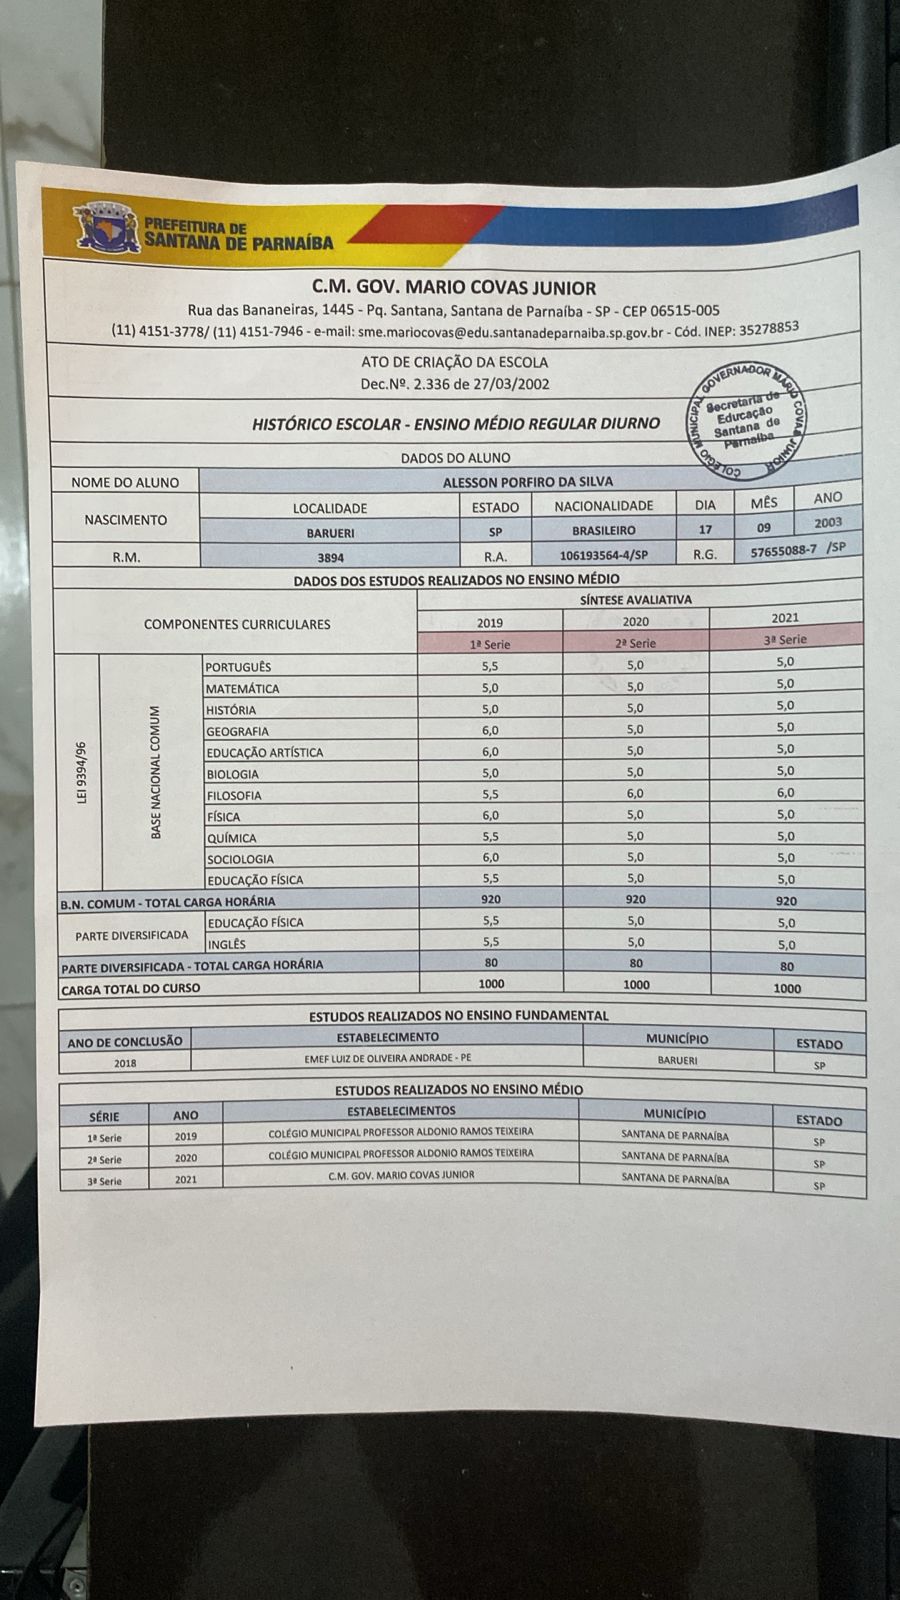 PREFEITURA DE
SANTANA DE PARNAÍBA
C.M. GOV. MARIO COVAS JUNIOR
Rua das Bananeiras, 1445 - Pq. Santana, Santana de Parnaíba - SP - CEP 06515-005
(11) 4151-3778/ (11) 4151-7946 - e-mail: sme.mariocovas@edu.santanadeparnaiba.sp.gov.br - Cód. INEP: 35278853
ATO DE CRIAÇÃO DA ESCOLA
Dec.Nº. 2.336 de 27/03/2002
COLÉGIO MUNICIPAL GOVERNADOR MÁRIO COVAS JUNIOR
Secretaria de
Educação
Santana de
Parnaíba
HISTÓRICO ESCOLAR - ENSINO MÉDIO REGULAR DIURNO
DADOS DO ALUNO
NOME DO ALUNO ALESSON PORFIRO DA SILVA
NASCIMENTO LOCALIDADE ESTADO NACIONALIDADE DIA MÊS ANO
BARUERI SP BRASILEIRO 17 09 2003
R.M. 3894 R.A. 106193564-4/SP R.G. 57655088-7 /SP
DADOS DOS ESTUDOS REALIZADOS NO ENSINO MÉDIO
COMPONENTES CURRICULARES SÍNTESE AVALIATIVA
2019 2020 2021
1ª Serie 2ª Serie 3ª Serie
LEI 9394/96
BASE NACIONAL COMUM
PORTUGUÊS 5,5 5,0 5,0
MATEMÁTICA 5,0 5,0 5,0
HISTÓRIA 5,0 5,0 5,0
GEOGRAFIA 6,0 5,0 5,0
EDUCAÇÃO ARTÍSTICA 6,0 5,0 5,0
BIOLOGIA 5,0 5,0 5,0
FILOSOFIA 5,5 6,0 6,0
FÍSICA 6,0 5,0 5,0
QUÍMICA 5,5 5,0 5,0
SOCIOLOGIA 6,0 5,0 5,0
EDUCAÇÃO FÍSICA 5,5 5,0 5,0
B.N. COMUM - TOTAL CARGA HORÁRIA 920 920 920
PARTE DIVERSIFICADA
EDUCAÇÃO FÍSICA 5,5 5,0 5,0
INGLÊS 5,5 5,0 5,0
PARTE DIVERSIFICADA - TOTAL CARGA HORÁRIA 80 80 80
CARGA TOTAL DO CURSO 1000 1000 1000
ESTUDOS REALIZADOS NO ENSINO FUNDAMENTAL
ANO DE CONCLUSÃO ESTABELECIMENTO MUNICÍPIO ESTADO
2018 EMEF LUIZ DE OLIVEIRA ANDRADE - PE BARUERI SP
ESTUDOS REALIZADOS NO ENSINO MÉDIO
SÉRIE ANO ESTABELECIMENTOS MUNICÍPIO ESTADO
1ª Serie 2019 COLÉGIO MUNICIPAL PROFESSOR ALDONIO RAMOS TEIXEIRA SANTANA DE PARNAÍBA SP
2ª Serie 2020 COLÉGIO MUNICIPAL PROFESSOR ALDONIO RAMOS TEIXEIRA SANTANA DE PARNAÍBA SP
3ª Serie 2021 C.M. GOV. MARIO COVAS JUNIOR SANTANA DE PARNAÍBA SP